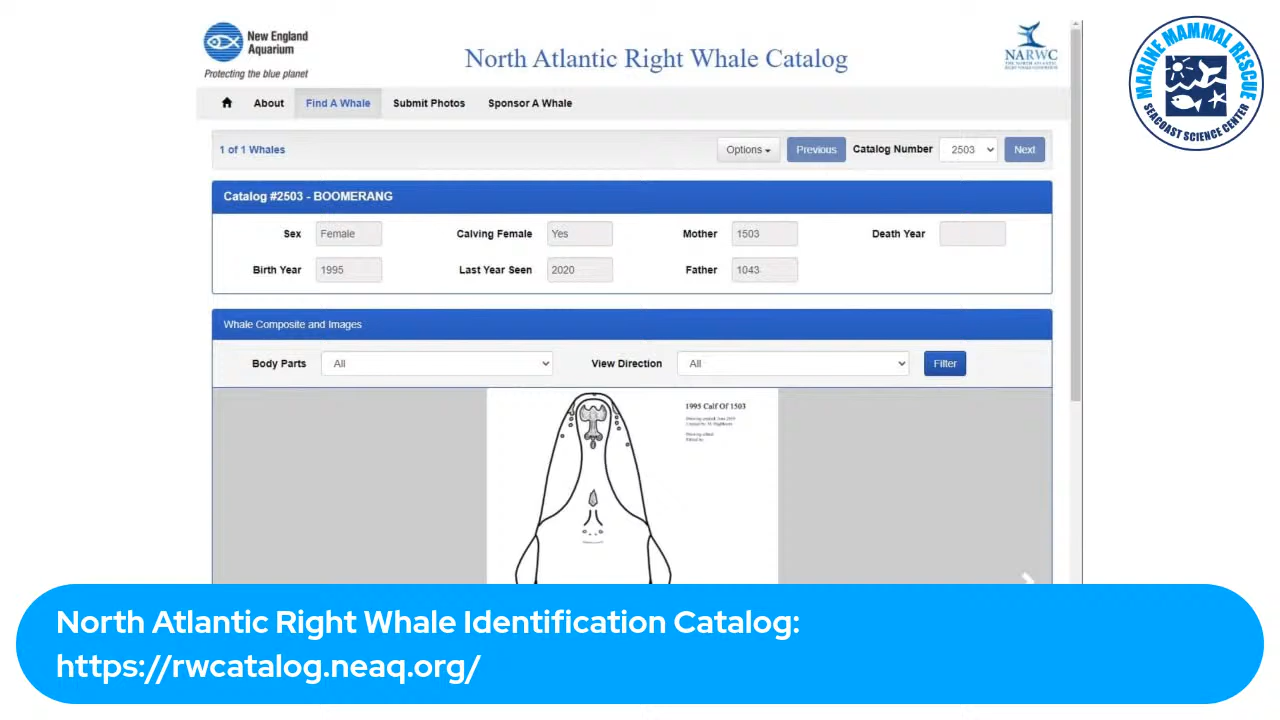 New England
Aquarium
Protecting the blue planet
North Atlantic Right Whale Catalog
NARWC
MARINE MAMMAL RESCUE
SEACOAST SCIENCE CENTER
About Find A Whale Submit Photos Sponsor A Whale
1 of 1 Whales Options Previous Catalog Number 2503 Next
Catalog #2503 - BOOMERANG
Sex Female Calving Female Yes Mother 1503 Death Year
Birth Year 1995 Last Year Seen 2020 Father 1043
Whale Composite and Images
Body Parts All View Direction All Filter
1995 Calf Of 1503
North Atlantic Right Whale Identification Catalog:
https://rwcatalog.neaq.org/